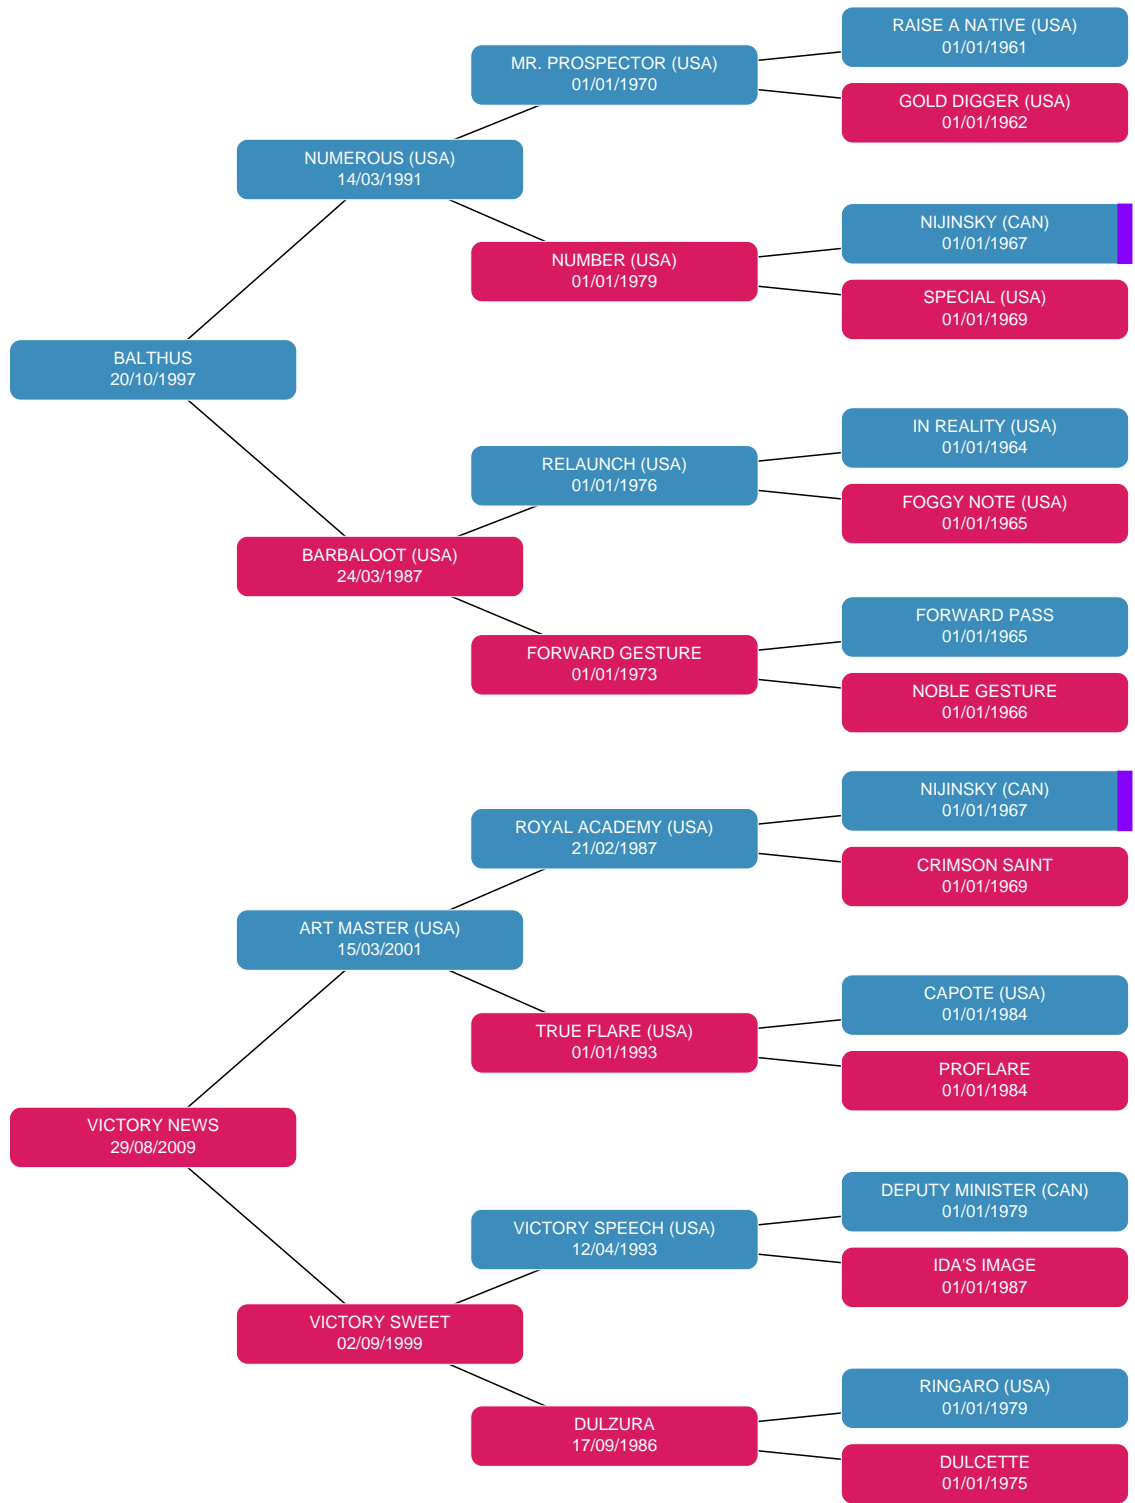 RAISE A NATIVE (USA)
01/01/1961
MR. PROSPECTOR (USA)
01/01/1970
GOLD DIGGER (USA)
01/01/1962
NUMEROUS (USA)
14/03/1991
NIJINSKY (CAN)
01/01/1967
NUMBER (USA)
01/01/1979
SPECIAL (USA)
01/01/1969
BALTHUS
20/10/1997
IN REALITY (USA)
01/01/1964
RELAUNCH (USA)
01/01/1976
FOGGY NOTE (USA)
01/01/1965
BARBALOOT (USA)
24/03/1987
FORWARD PASS
01/01/1965
FORWARD GESTURE
01/01/1973
NOBLE GESTURE
01/01/1966
NIJINSKY (CAN)
01/01/1967
ROYAL ACADEMY (USA)
21/02/1987
CRIMSON SAINT
01/01/1969
ART MASTER (USA)
15/03/2001
CAPOTE (USA)
01/01/1984
TRUE FLARE (USA)
01/01/1993
PROFLARE
01/01/1984
VICTORY NEWS
29/08/2009
DEPUTY MINISTER (CAN)
01/01/1979
VICTORY SPEECH (USA)
12/04/1993
IDA'S IMAGE
01/01/1987
VICTORY SWEET
02/09/1999
RINGARO (USA)
01/01/1979
DULZURA
17/09/1986
DULCETTE
01/01/1975